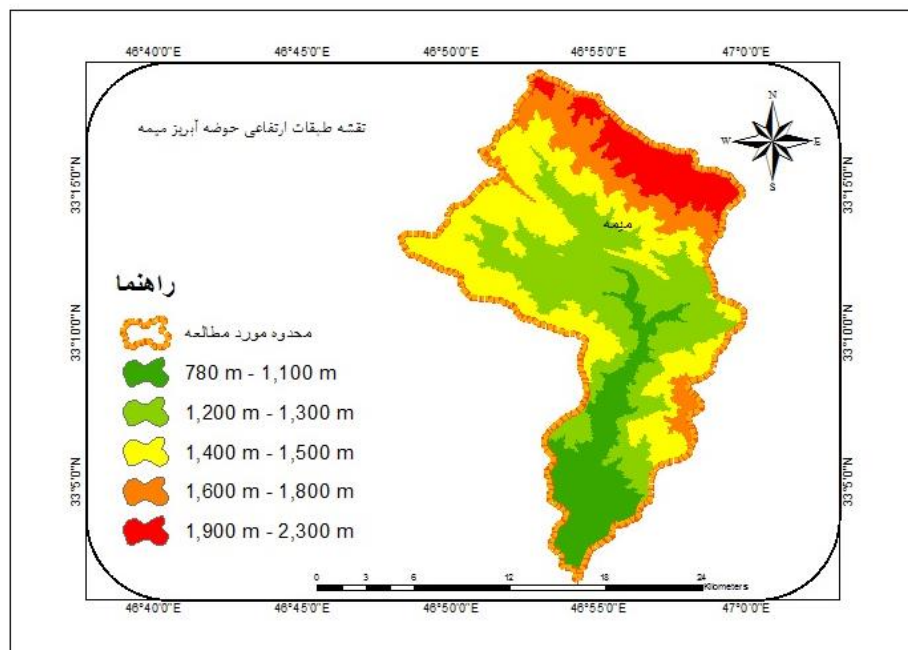 46°40'0"E 46°45'0"E 46°50'0"E 46°55'0"E 47°0'0"E
نقشه طبقات ارتفاعی حوضه آبریز میمه
N
W E
S
33°15'0"N 33°15'0"N
میمه
راهنما
محدوده مورد مطالعه
33°10'0"N 33°10'0"N
780 m - 1,100 m
1,200 m - 1,300 m
1,400 m - 1,500 m
33°5'0"N 33°5'0"N
1,600 m - 1,800 m
1,900 m - 2,300 m
0 3 6 12 18 24
Kilometers
46°40'0"E 46°45'0"E 46°50'0"E 46°55'0"E 47°0'0"E